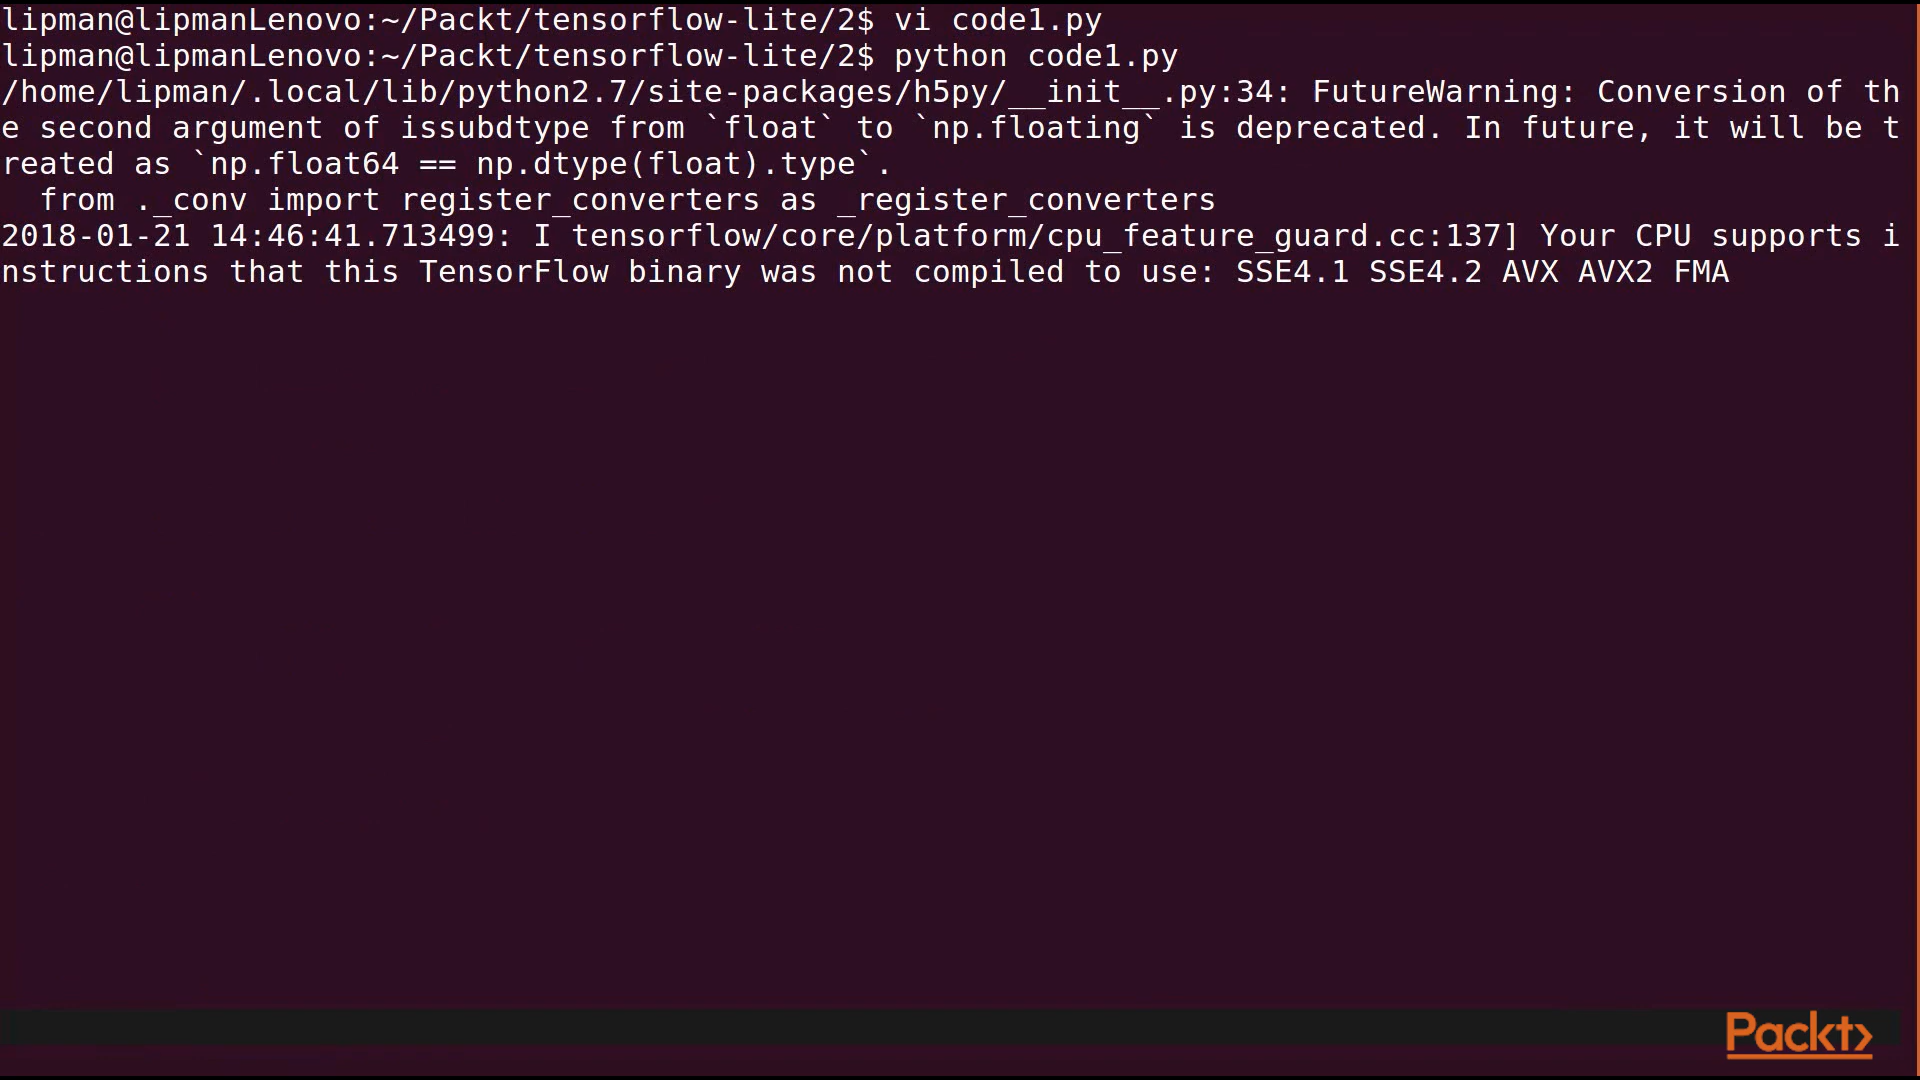 lipman@lipmanLenovo:~/Packt/tensorflow-lite/2$ vi code1.py
lipman@lipmanLenovo:~/Packt/tensorflow-lite/2$ python code1.py
/home/lipman/.local/lib/python2.7/site-packages/h5py/__init__.py:34: FutureWarning: Conversion of th
e second argument of issubdtype from `float` to `np.floating` is deprecated. In future, it will be t
reated as `np.float64 == np.dtype(float).type`.
  from ._conv import register_converters as _register_converters
2018-01-21 14:46:41.713499: I tensorflow/core/platform/cpu_feature_guard.cc:137] Your CPU supports i
nstructions that this TensorFlow binary was not compiled to use: SSE4.1 SSE4.2 AVX AVX2 FMA
Packt>